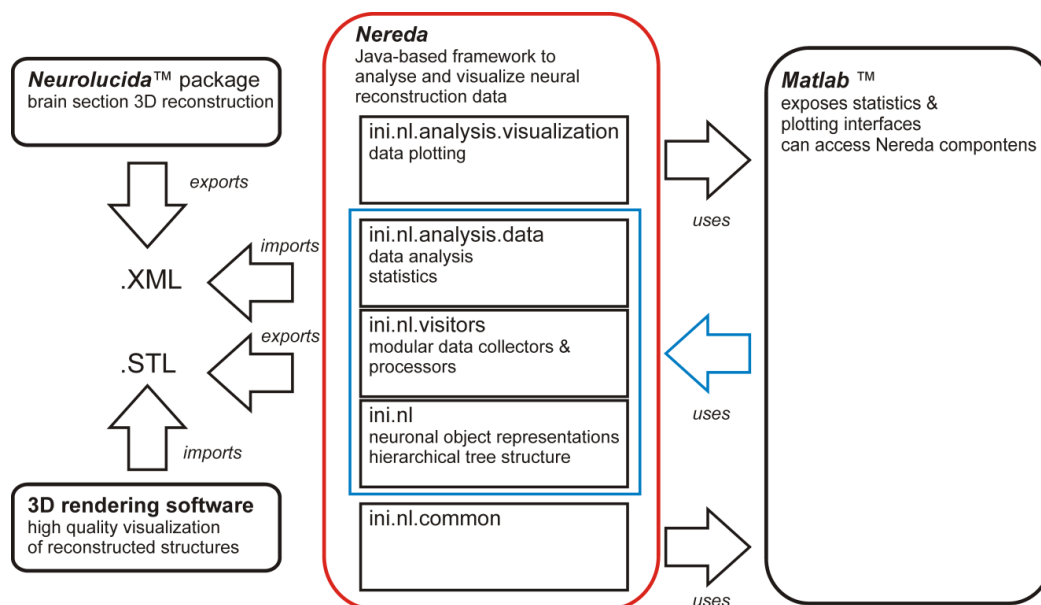 Neurolucida™ package
brain section 3D reconstruction
exports
.XML
.STL
imports
3D rendering software
high quality visualization
of reconstructed structures
imports
exports
Nereda
Java-based framework to
analyse and visualize neural
reconstruction data
ini.nl.analysis.visualization
data plotting
ini.nl.analysis.data
data analysis
statistics
ini.nl.visitors
modular data collectors &
processors
ini.nl
neuronal object representations
hierarchical tree structure
ini.nl.common
uses
uses
uses
Matlab ™
exposes statistics &
plotting interfaces
can access Nereda compontens